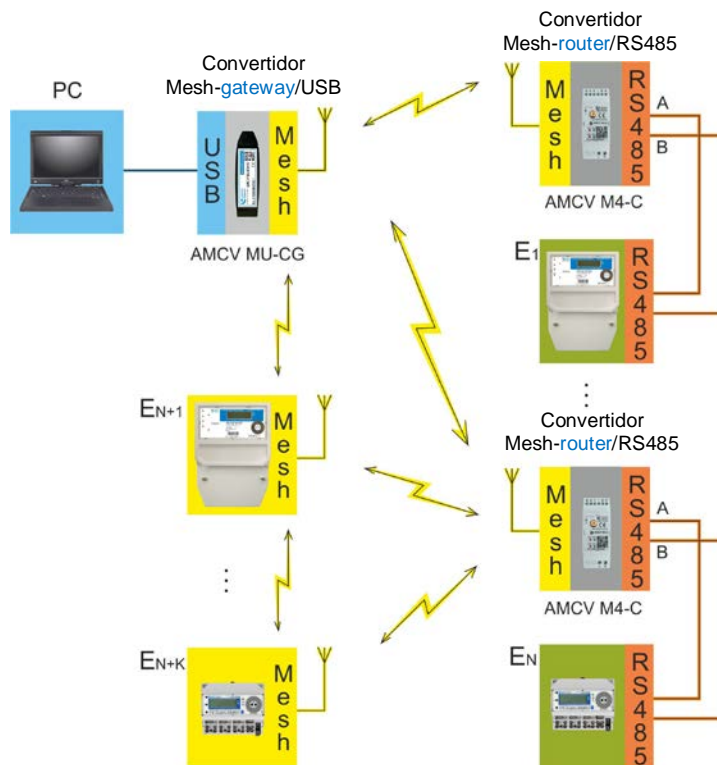 Convertidor
Mesh-gateway/USB
PC
USB
Mesh
AMCV MU-CG
Convertidor
Mesh-router/RS485
Mesh
RS485
A
B
AMCV M4-C
E1
RS485
⋮
Convertidor
Mesh-router/RS485
Mesh
RS485
A
B
AMCV M4-C
EN+1
Mesh
⋮
EN+K
Mesh
EN
RS485